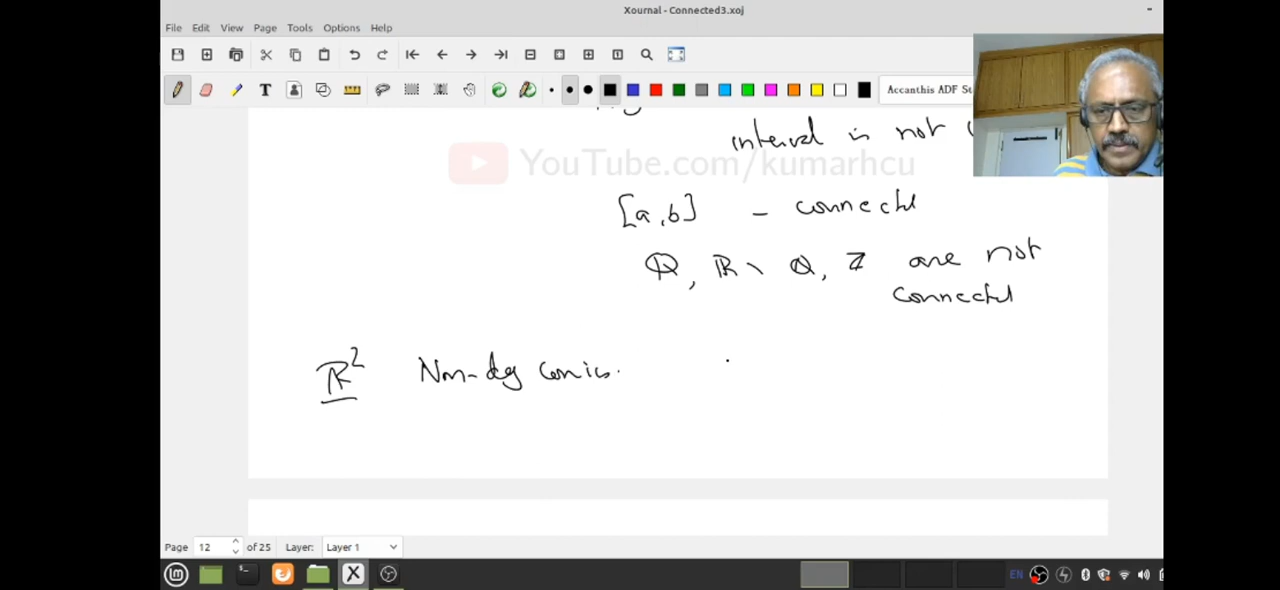 Xournal - Connected3.xoj
File Edit View Page Tools Options Help
Accanthis ADF St
interval is not
YouTube.com/kumarhcu
[a,b] – connected
ℚ, ℝ \ ℚ, ℤ are not
connected
ℝ² Non-deg conics.
Page 12 of 25 Layer: Layer 1
EN